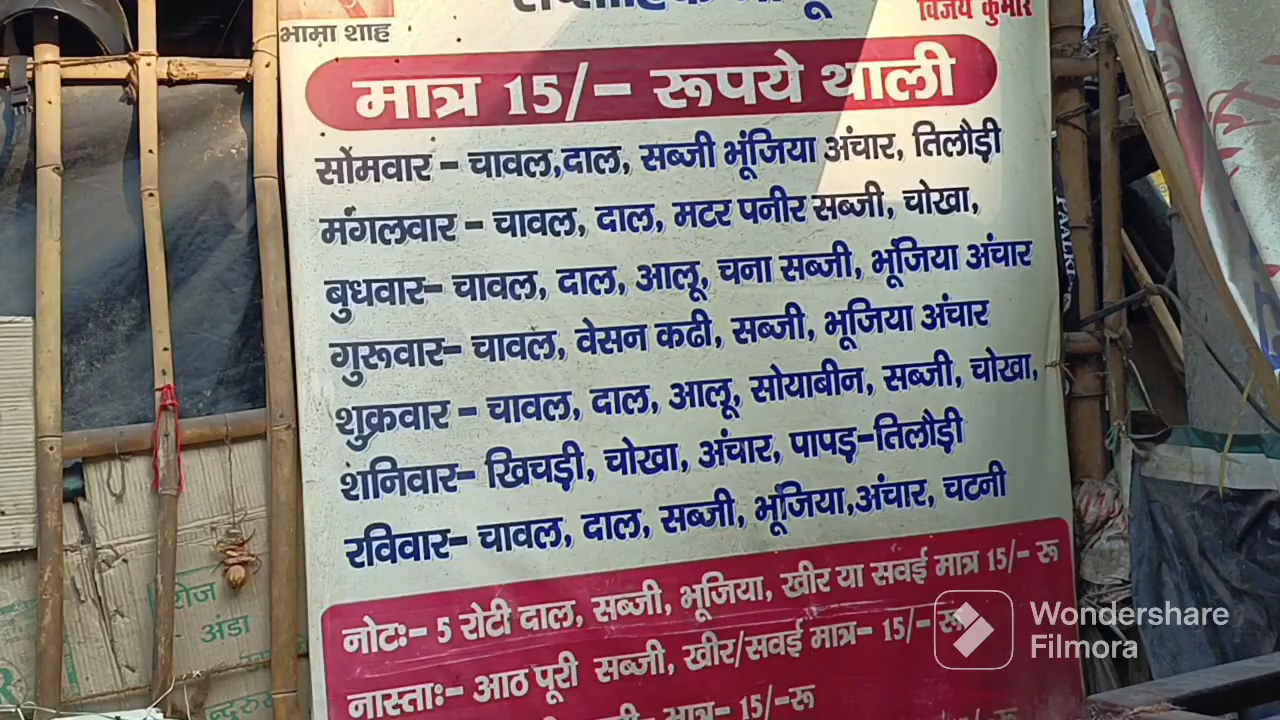 भामा शाह
विजय कुमार
मात्र 15/- रूपये थाली
सोमवार - चावल,दाल, सब्जी भूंजिया अंचार, तिलौड़ी
मंगलवार - चावल, दाल, मटर पनीर सब्जी, चोखा,
बुधवार- चावल, दाल, आलू, चना सब्जी, भूंजिया अंचार
गुरूवार- चावल, वेसन कढी, सब्जी, भूजिया अंचार
शुक्रवार - चावल, दाल, आलू, सोयाबीन, सब्जी, चोखा,
शनिवार- खिचड़ी, चोखा, अंचार, पापड़-तिलौड़ी
रविवार- चावल, दाल, सब्जी, भूंजिया,अंचार, चटनी
नोटः- 5 रोटी दाल, सब्जी, भूजिया, खीर या सवई मात्र 15/- रू
नास्ताः- आठ पूरी सब्जी, खीर/सवई मात्र- 15/- रू
मात्र- 15/-रू
रोज
अंडा
Wondershare
Filmora